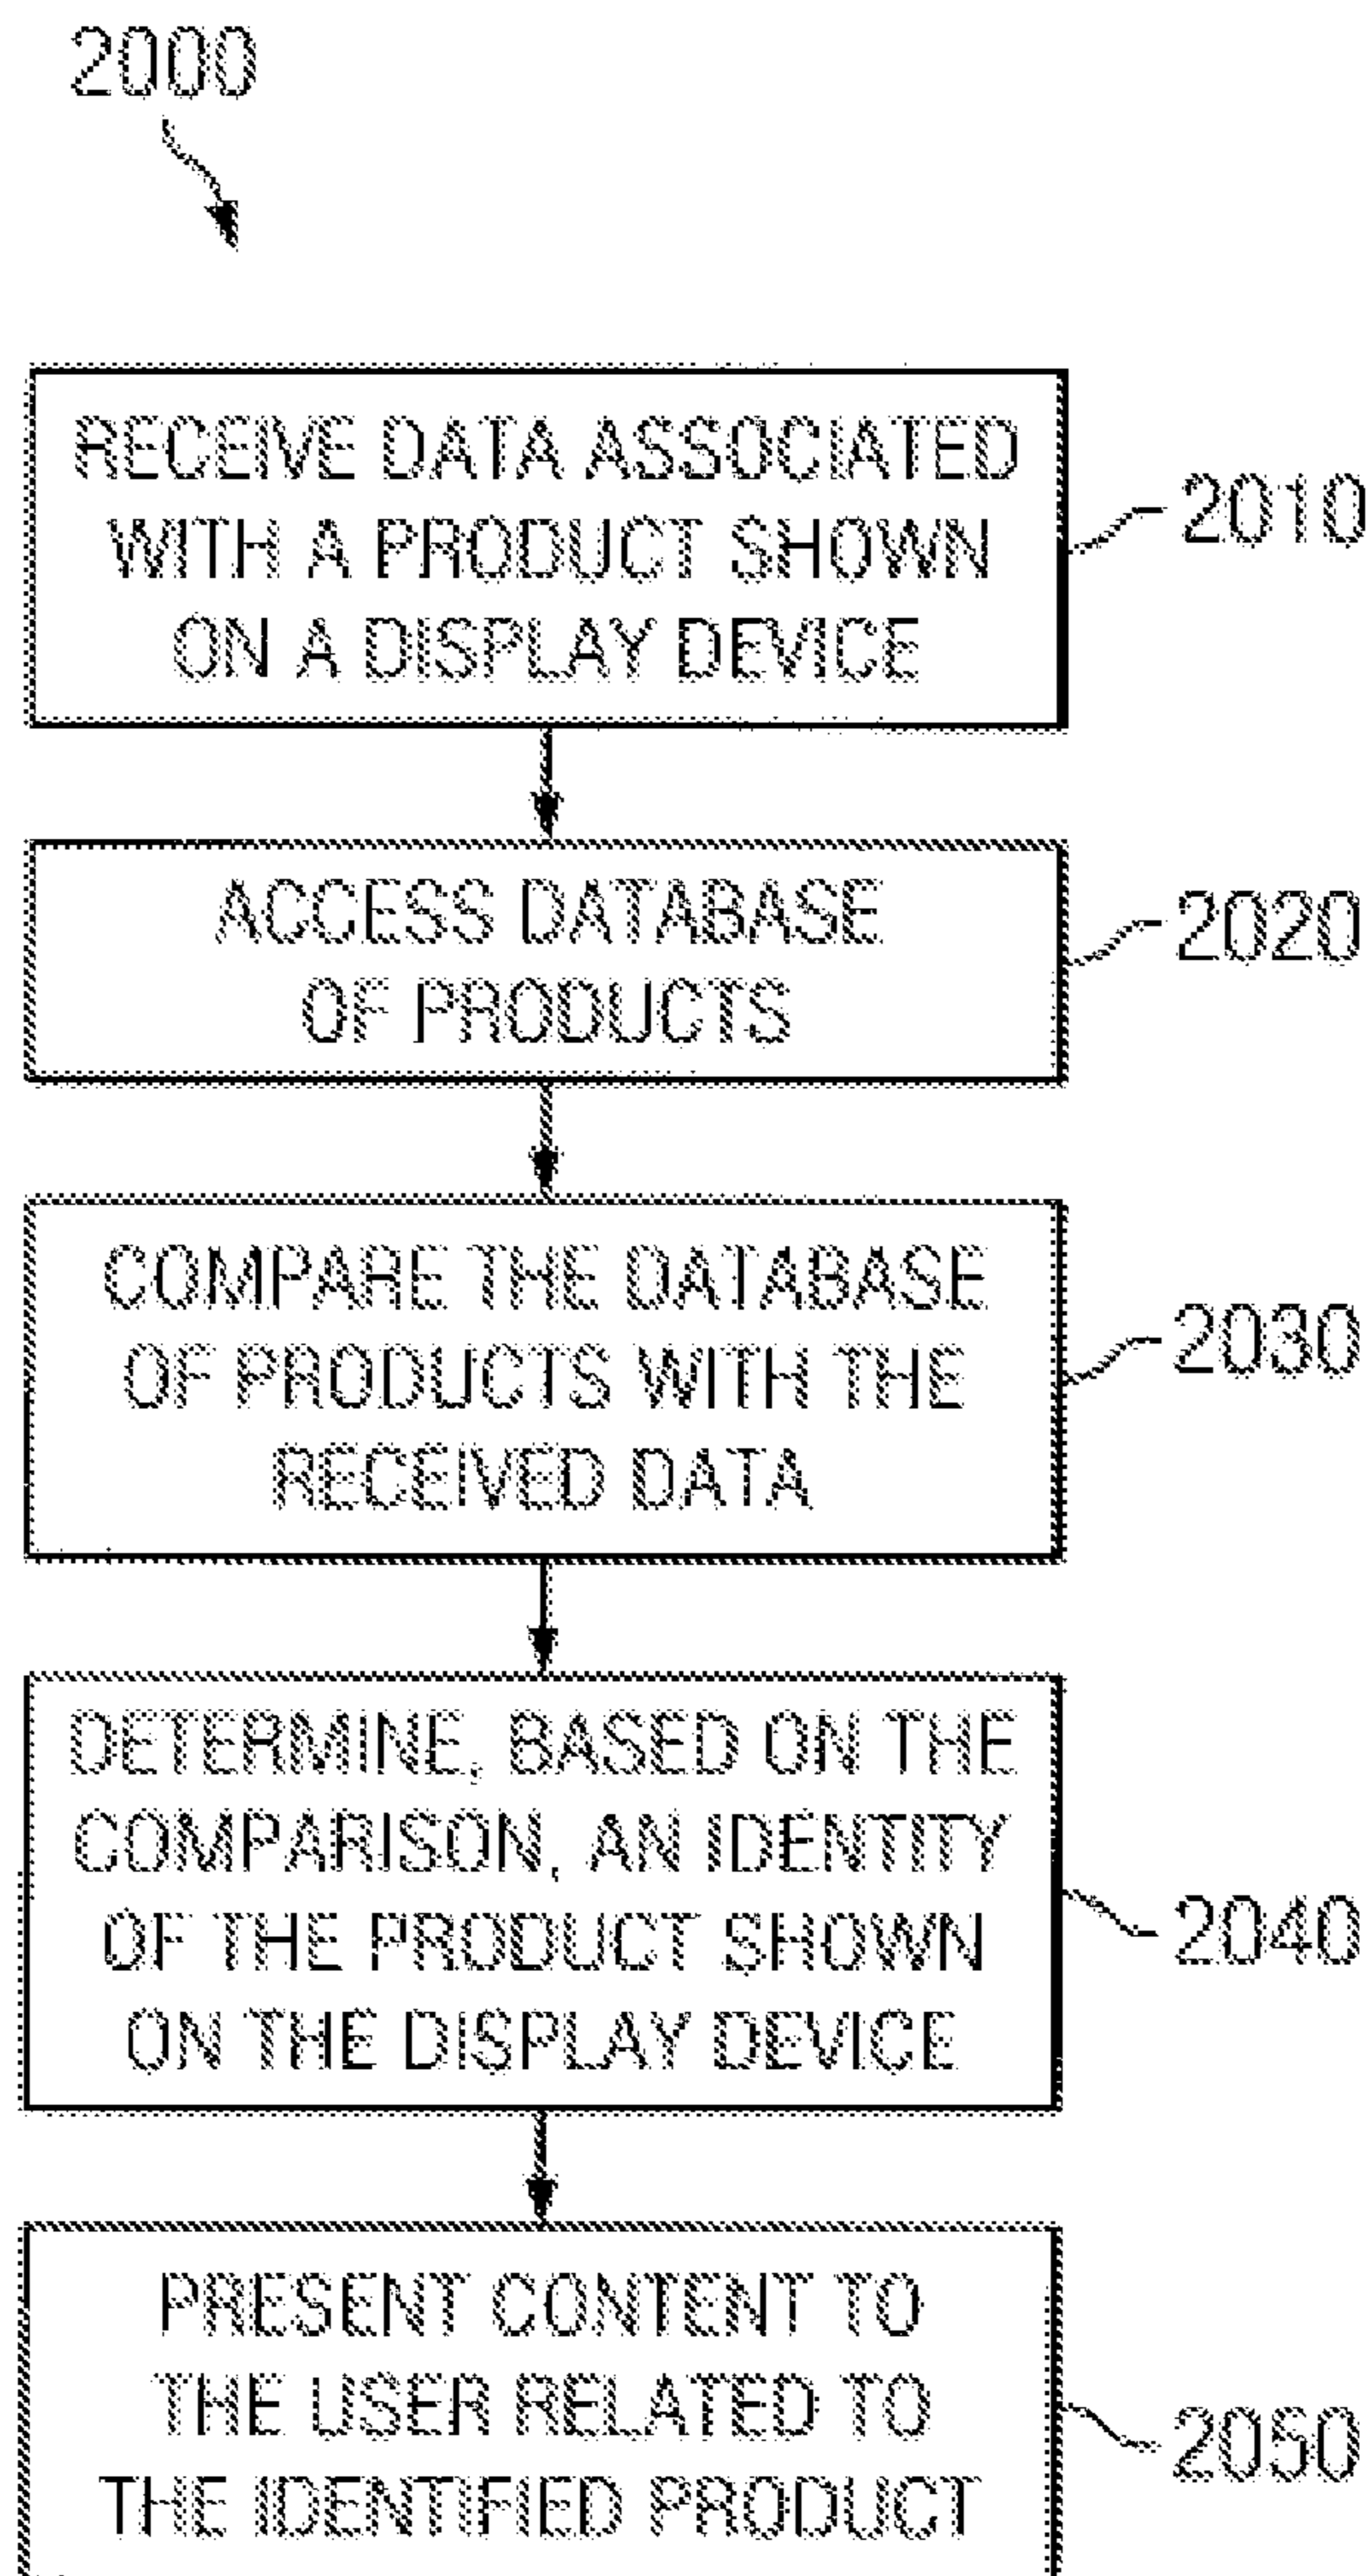 2000
RECEIVE DATA ASSOCIATED
WITH A PRODUCT SHOWN
ON A DISPLAY DEVICE
2010
ACCESS DATABASE
OF PRODUCTS
2020
COMPARE THE DATABASE
OF PRODUCTS WITH THE
RECEIVED DATA
2030
DETERMINE, BASED ON THE
COMPARISON, AN IDENTITY
OF THE PRODUCT SHOWN
ON THE DISPLAY DEVICE
2040
PRESENT CONTENT TO
THE USER RELATED TO
THE IDENTIFIED PRODUCT
2050